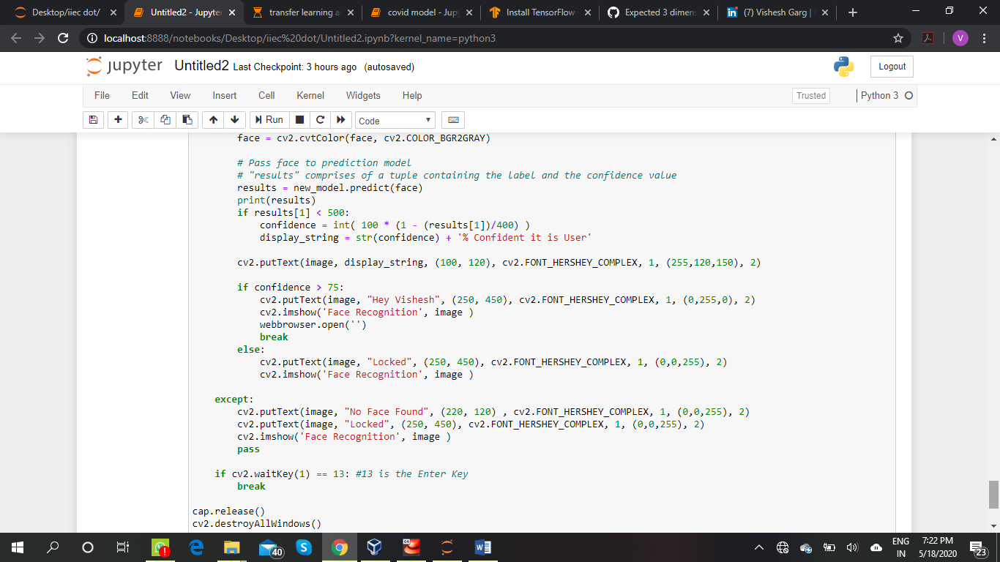 Desktop/iiec dot/
Untitled2 - Jupyter
transfer learning a
covid model - Jup
Install TensorFlow
Expected 3 dimens
in (7) Vishesh Garg |
localhost:8888/notebooks/Desktop/iiec%20dot/Untitled2.ipynb?kernel_name=python3
V
jupyter Untitled2 Last Checkpoint: 3 hours ago (autosaved)
Logout
File Edit View Insert Cell Kernel Widgets Help
Trusted
Python 3
Run
Code
face = cv2.cvtColor(face, cv2.COLOR_BGR2GRAY)
# Pass face to prediction model
# "results" comprises of a tuple containing the label and the confidence value
results = new_model.predict(face)
print(results)
if results[1] < 500:
confidence = int( 100 * (1 - (results[1])/400) )
display_string = str(confidence) + '% Confident it is User'
cv2.putText(image, display_string, (100, 120), cv2.FONT_HERSHEY_COMPLEX, 1, (255,120,150), 2)
if confidence > 75:
cv2.putText(image, "Hey Vishesh", (250, 450), cv2.FONT_HERSHEY_COMPLEX, 1, (0,255,0), 2)
cv2.imshow('Face Recognition', image )
webbrowser.open('')
break
else:
cv2.putText(image, "Locked", (250, 450), cv2.FONT_HERSHEY_COMPLEX, 1, (0,0,255), 2)
cv2.imshow('Face Recognition', image )
except:
cv2.putText(image, "No Face Found", (220, 120) , cv2.FONT_HERSHEY_COMPLEX, 1, (0,0,255), 2)
cv2.putText(image, "Locked", (250, 450), cv2.FONT_HERSHEY_COMPLEX, 1, (0,0,255), 2)
cv2.imshow('Face Recognition', image )
pass
if cv2.waitKey(1) == 13: #13 is the Enter Key
break
cap.release()
cv2.destroyAllWindows()
40
64
ENG
IN
7:22 PM
5/18/2020
23